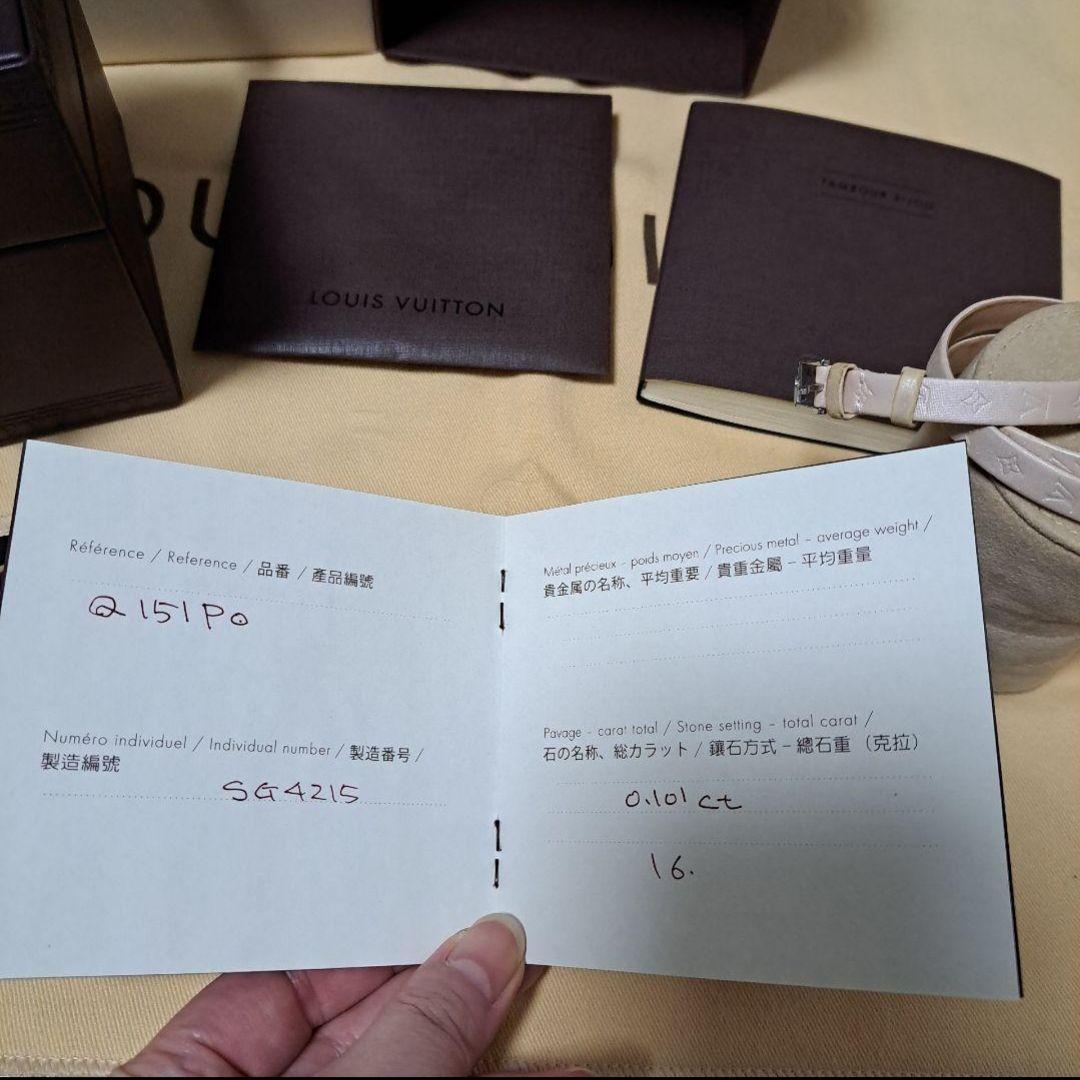 LOUIS VUITTON
TAMBOUR BIJOU
Référence / Reference / 品番 / 產品編號
Q151P0
Numéro individuel / Individual number / 製造番号 /
製造編號
SG4215
Métal précieux - poids moyen / Precious metal - average weight /
貴金属の名称、平均重要 / 貴重金屬 - 平均重量
Pavage - carat total / Stone setting - total carat /
石の名称、総カラット / 鑲石方式 - 總石重 (克拉)
0.101 ct
16.